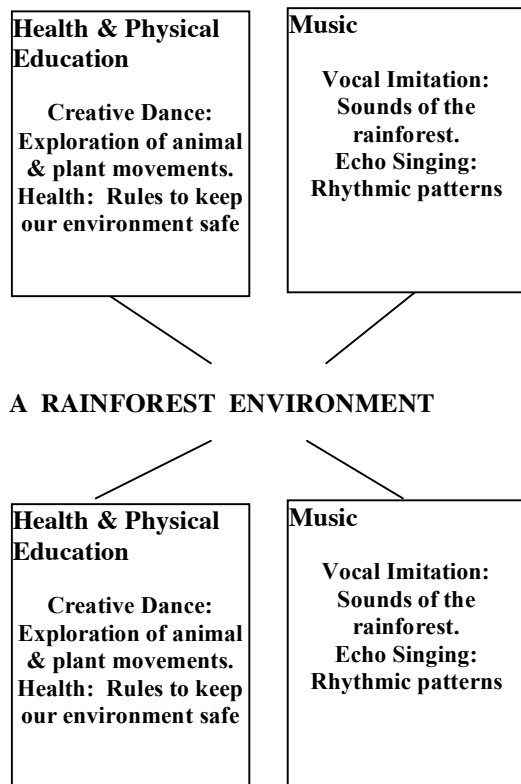 Health & Physical
Education
Creative Dance:
Exploration of animal
& plant movements.
Health: Rules to keep
our environment safe
Music
Vocal Imitation:
Sounds of the
rainforest.
Echo Singing:
Rhythmic patterns
A RAINFOREST ENVIRONMENT
Health & Physical
Education
Creative Dance:
Exploration of animal
& plant movements.
Health: Rules to keep
our environment safe
Music
Vocal Imitation:
Sounds of the
rainforest.
Echo Singing:
Rhythmic patterns